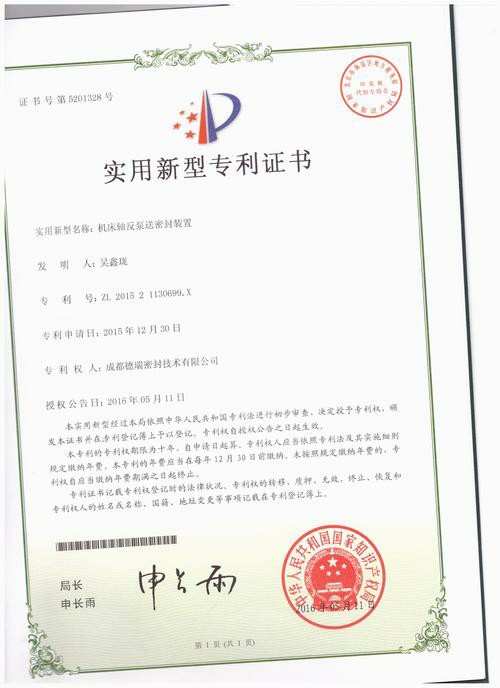 证书号第5201328号
印花税
代扣专用章
实用新型专利证书
实用新型名称：机床轴反泵送密封装置
发明人：吴鑫珑
专利号：ZL 2015 2 1130699.X
专利申请日：2015年12月30日
专利权人：成都德瑞密封技术有限公司
授权公告日：2016年05月11日
本实用新型经过本局依照中华人民共和国专利法进行初步审查，决定授予专利权，颁
发本证书并在专利登记簿上予以登记。专利权自授权公告之日起生效。
本专利的专利权期限为十年，自申请日起算。专利权人应当依照专利法及其实施细则
规定缴纳年费。本专利的年费应当在每年12月30日前缴纳。未按照规定缴纳年费的，专
利权自应当缴纳年费期满之日起终止。
专利证书记载专利权登记时的法律状况。专利权的转移、质押、无效、终止、恢复和
专利权人的姓名或名称、国籍、地址变更等事项记载在专利登记簿上。
局长
申长雨
申长雨
中华人民共和国国家知识产权局
2016年05月11日
第1页（共1页）